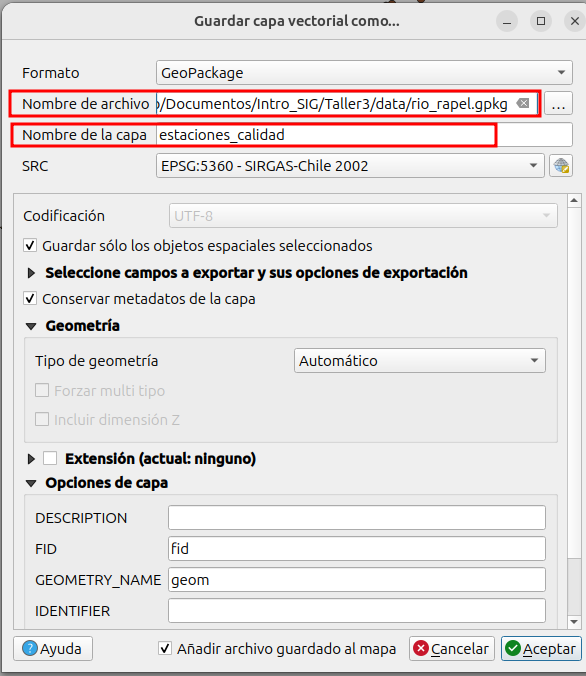 Guardar capa vectorial como...
Formato GeoPackage
Nombre de archivo /Documentos/Intro_SIG/Taller3/data/rio_rapel.gpkg ...
Nombre de la capa estaciones_calidad
SRC EPSG:5360 - SIRGAS-Chile 2002
Codificación UTF-8
Guardar sólo los objetos espaciales seleccionados
Seleccione campos a exportar y sus opciones de exportación
Conservar metadatos de la capa
Geometría
Tipo de geometría Automático
Forzar multi tipo
Incluir dimensión Z
Extensión (actual: ninguno)
Opciones de capa
DESCRIPTION
FID fid
GEOMETRY_NAME geom
IDENTIFIER
Ayuda Añadir archivo guardado al mapa Cancelar Aceptar